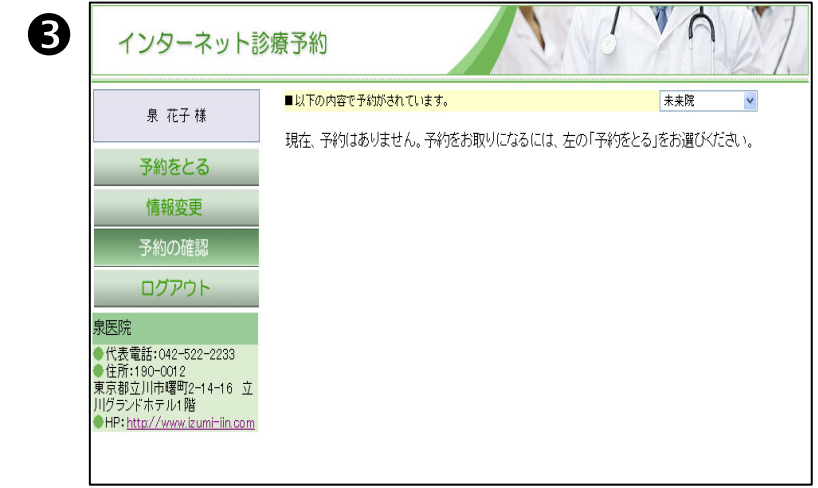 ❸
インターネット診療予約
泉 花子 様
予約をとる
情報変更
予約の確認
ログアウト
泉医院
●代表電話:042-522-2233
●住所:190-0012
東京都立川市曙町2-14-16 立
川グランドホテル1階
●HP:http://www.izumi-iin.com
■以下の内容で予約がされています。
未来院
現在、予約はありません。予約をお取りになるには、左の「予約をとる」をお選びください。